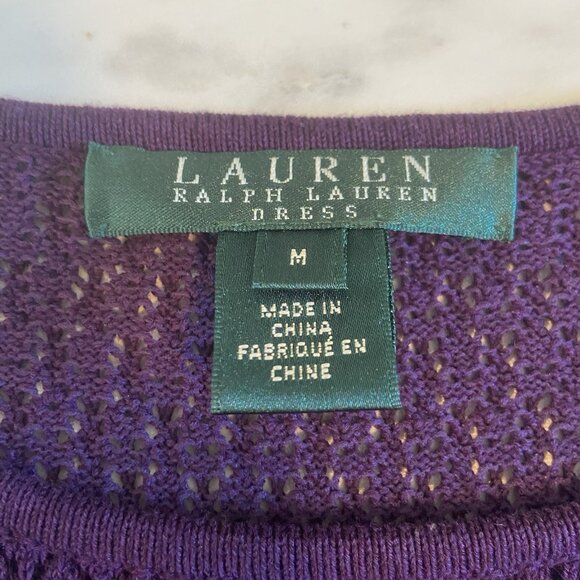 LAUREN
RALPH LAUREN
DRESS
M
MADE IN
CHINA
FABRIQUÉ EN
CHINE